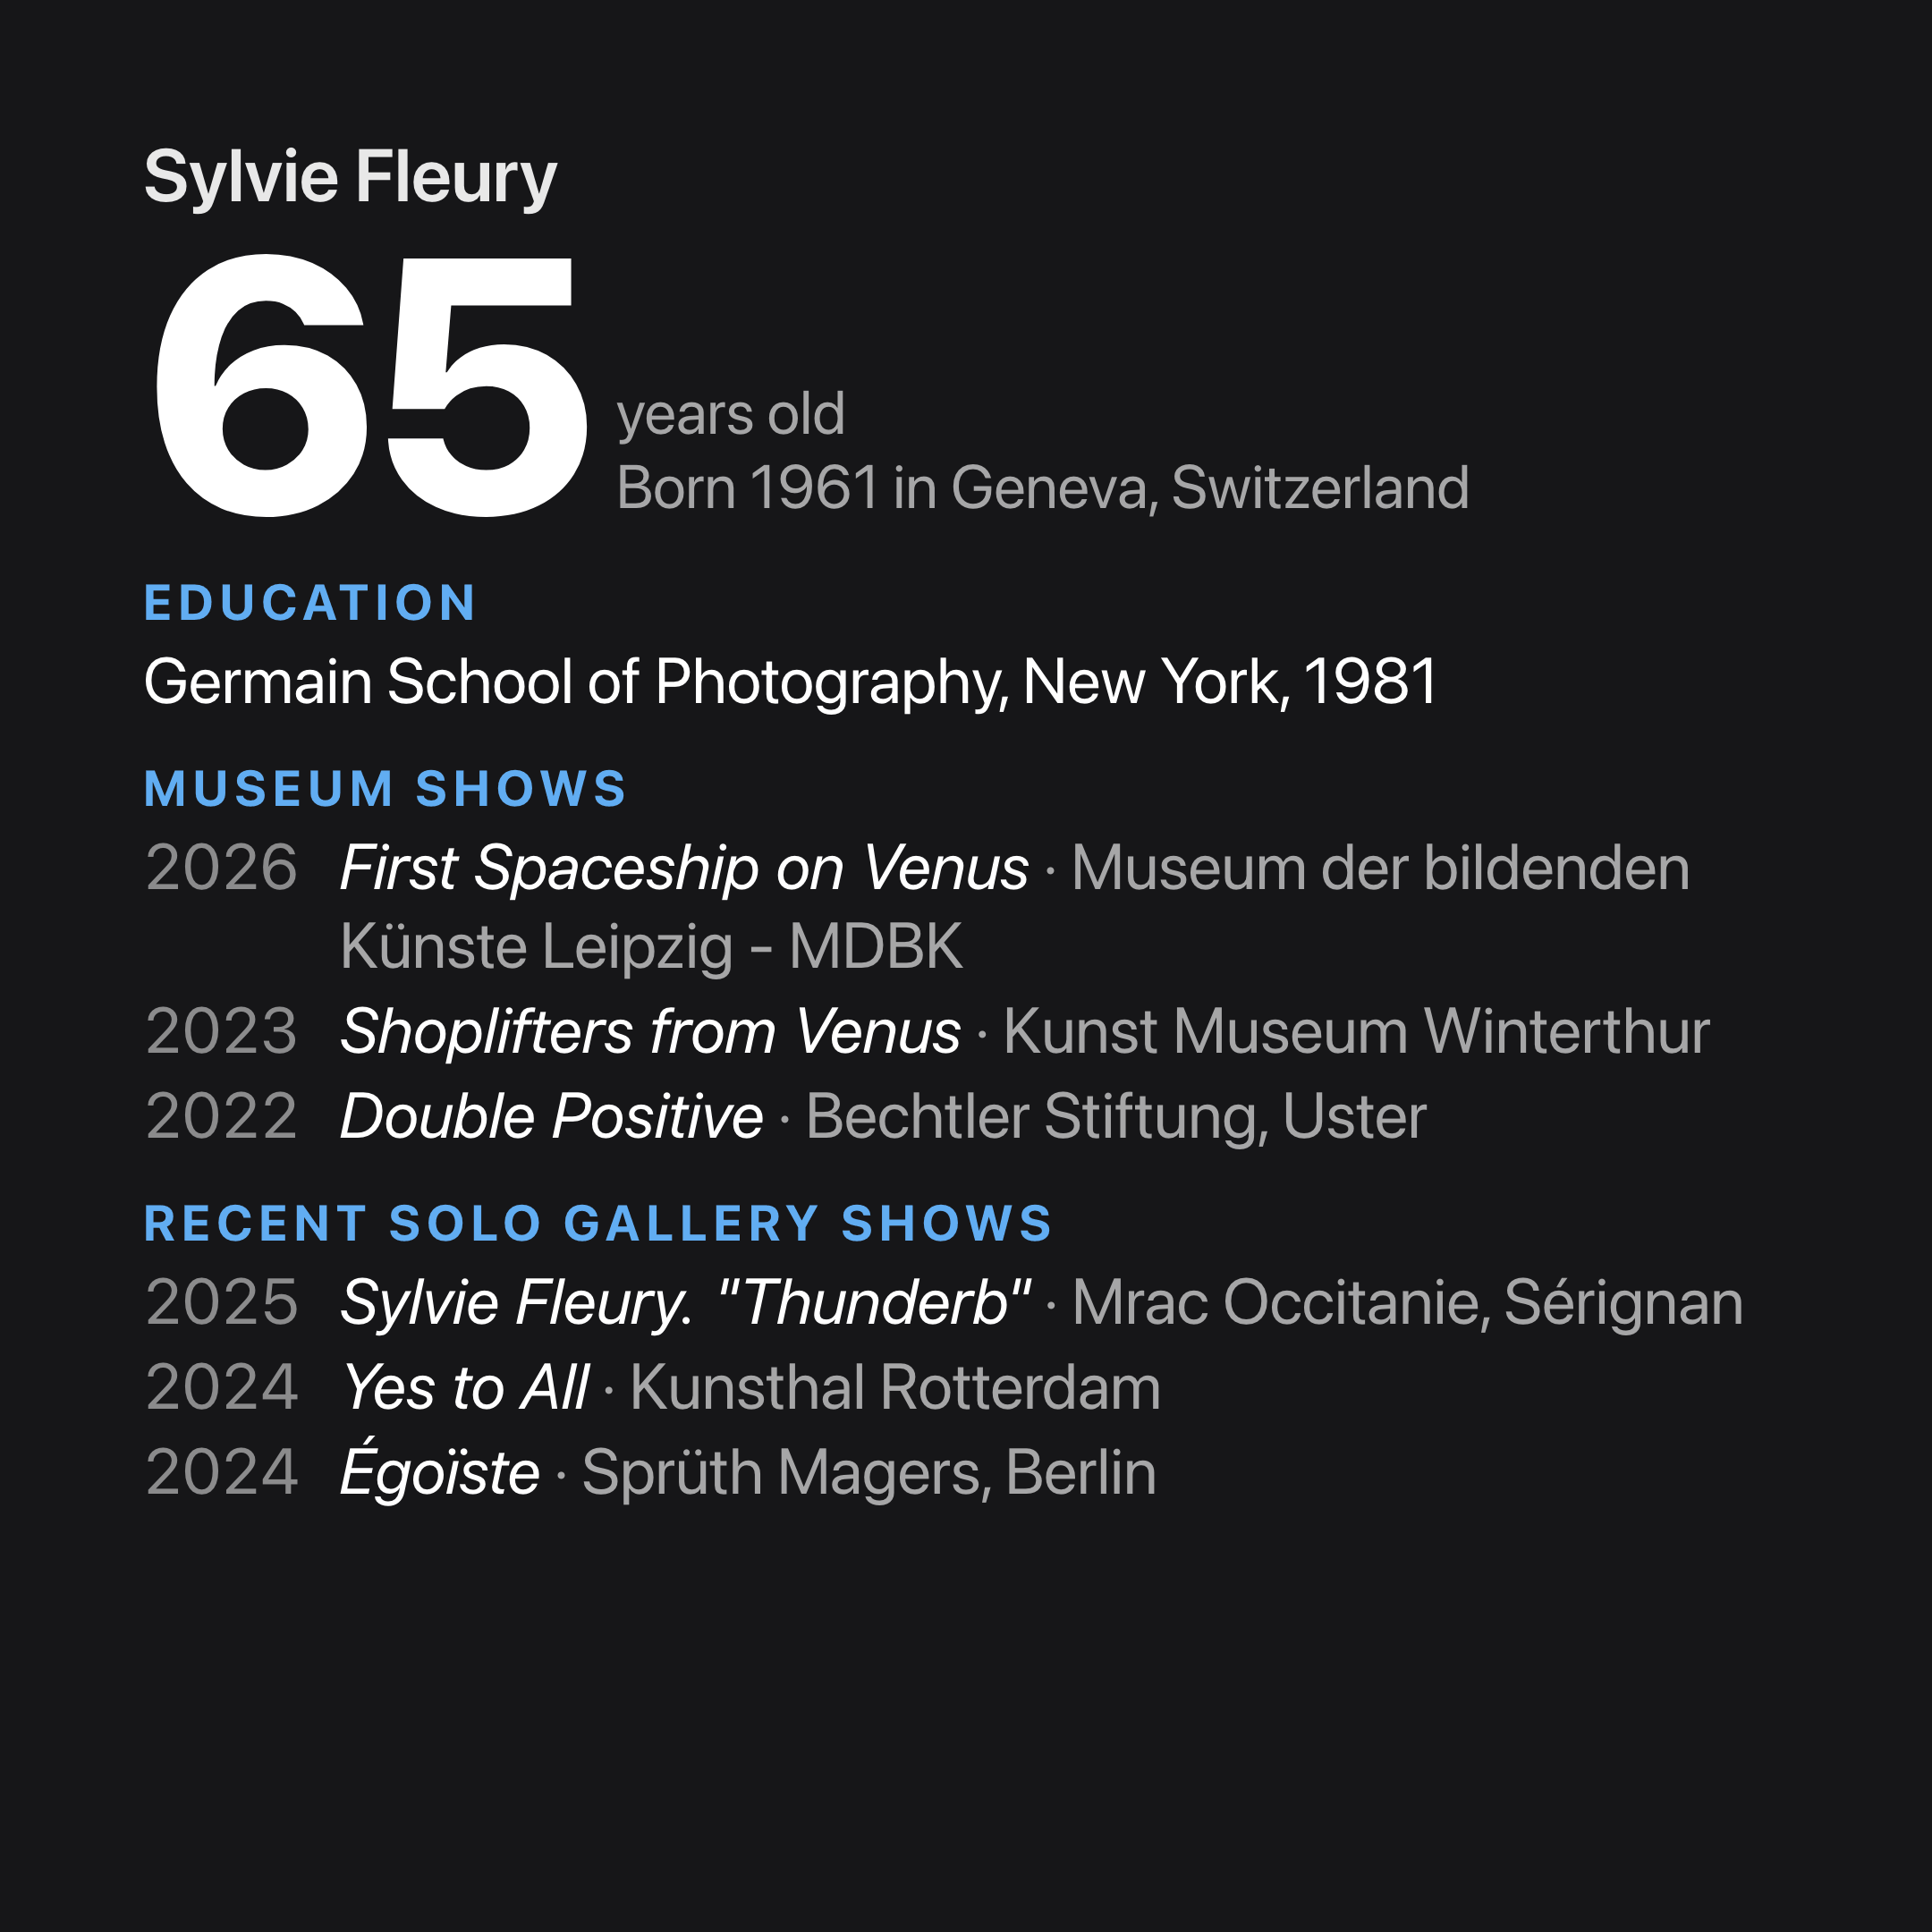 Sylvie Fleury
65
years old
Born 1961 in Geneva, Switzerland
EDUCATION
Germain School of Photography, New York, 1981
MUSEUM SHOWS
2026 First Spaceship on Venus · Museum der bildenden
Künste Leipzig - MDBK
2023 Shoplifters from Venus · Kunst Museum Winterthur
2022 Double Positive · Bechtler Stiftung, Uster
RECENT SOLO GALLERY SHOWS
2025 Sylvie Fleury. "Thunderb" · Mrac Occitanie, Sérignan
2024 Yes to All · Kunsthal Rotterdam
2024 Égoïste · Sprüth Magers, Berlin